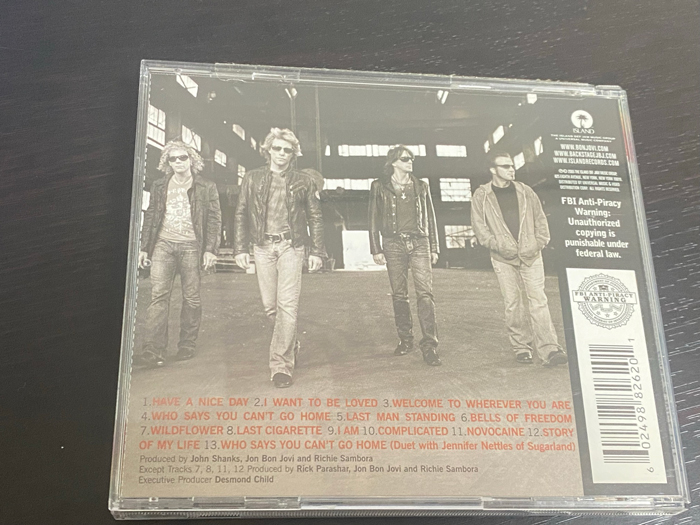 ISLAND
WWW.BONJOVI.COM
WWW.BACKSTAGEJBJ.COM
WWW.ISLANDRECORDS.COM
FBI Anti-Piracy
Warning:
Unauthorized
copying is
punishable under
federal law.
FBI ANTI-PIRACY
WARNING
1.HAVE A NICE DAY 2.I WANT TO BE LOVED 3.WELCOME TO WHEREVER YOU ARE
4.WHO SAYS YOU CAN'T GO HOME 5.LAST MAN STANDING 6.BELLS OF FREEDOM
7.WILDFLOWER 8.LAST CIGARETTE 9.I AM 10.COMPLICATED 11.NOVOCAINE 12.STORY
OF MY LIFE 13.WHO SAYS YOU CAN'T GO HOME (Duet with Jennifer Nettles of Sugarland)
Produced by John Shanks, Jon Bon Jovi and Richie Sambora
Except Tracks 7, 8, 11, 12 Produced by Rick Parashar, Jon Bon Jovi and Richie Sambora
Executive Producer Desmond Child
6 02498 82620 1